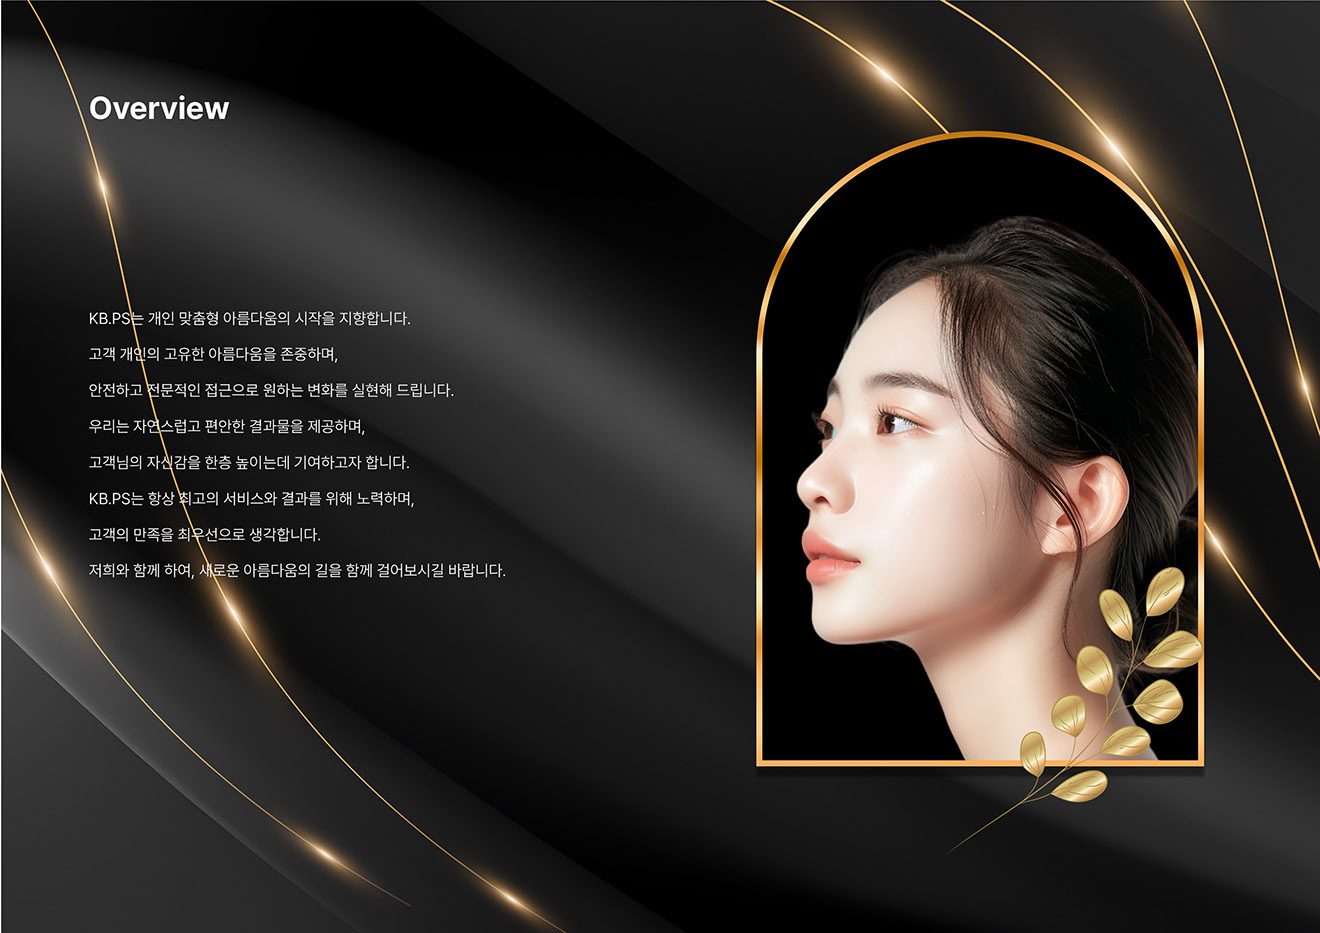 Overview
KB.PS는 개인 맞춤형 아름다움의 시작을 지향합니다.
고객 개인의 고유한 아름다움을 존중하며,
안전하고 전문적인 접근으로 원하는 변화를 실현해 드립니다.
우리는 자연스럽고 편안한 결과물을 제공하며,
고객님의 자신감을 한층 높이는데 기여하고자 합니다.
KB.PS는 항상 최고의 서비스와 결과를 위해 노력하며,
고객의 만족을 최우선으로 생각합니다.
저희와 함께 하여, 새로운 아름다움의 길을 함께 걸어보시길 바랍니다.